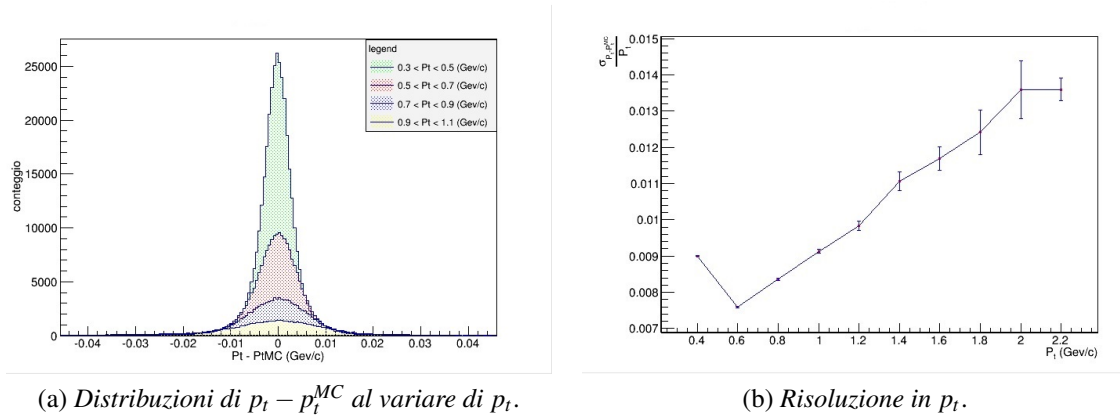 legend
0.3 < Pt < 0.5 (Gev/c)
0.5 < Pt < 0.7 (Gev/c)
0.7 < Pt < 0.9 (Gev/c)
0.9 < Pt < 1.1 (Gev/c)
conteggio
25000
20000
15000
10000
5000
0
-0.04 -0.03 -0.02 -0.01 0 0.01 0.02 0.03 0.04
Pt - PtMC (Gev/c)
(a) Distribuzioni di p_t − p_t^{MC} al variare di p_t.
σ_{P_t-P_t^{MC}}
P_t
0.015
0.014
0.013
0.012
0.011
0.01
0.009
0.008
0.007
0.4 0.6 0.8 1 1.2 1.4 1.6 1.8 2 2.2
P_t (Gev/c)
(b) Risoluzione in p_t.